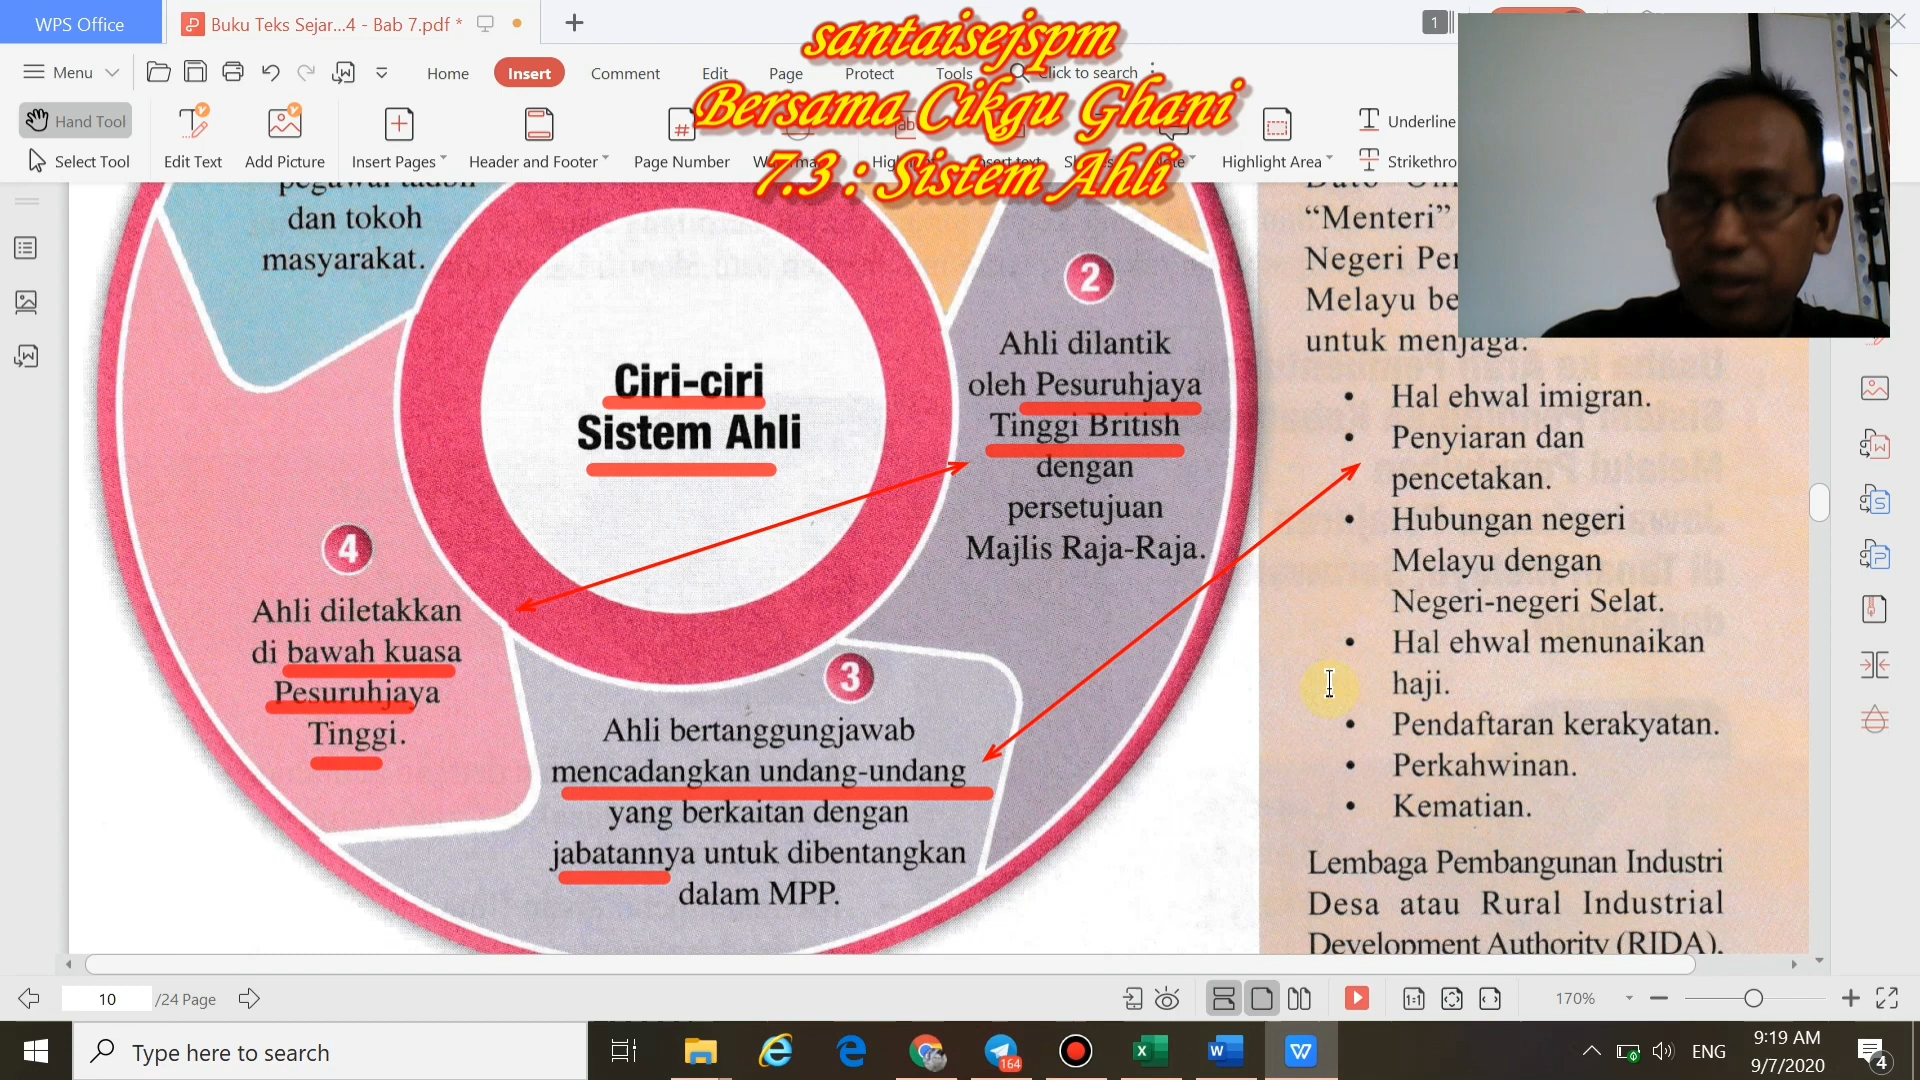 WPS Office
Buku Teks Sejar...4 - Bab 7.pdf *
1
santaisejspm
Menu
Home
Insert
Comment
Edit
Page
Protect
Tools
Click to search
Bersama Cikgu Ghani
Hand Tool
Select Tool
Edit Text
Add Picture
Insert Pages
Header and Footer
Page Number
Highlight Area
Underline
7.3 : Sistem Ahli
dan tokoh
masyarakat.
Ciri-ciri
Sistem Ahli
2
Ahli dilantik
oleh Pesuruhjaya
Tinggi British
dengan
persetujuan
Majlis Raja-Raja.
3
Ahli bertanggungjawab
mencadangkan undang-undang
yang berkaitan dengan
jabatannya untuk dibentangkan
dalam MPP.
4
Ahli diletakkan
di bawah kuasa
Pesuruhjaya
Tinggi.
“Menteri”
Negeri
Melayu
untuk menjaga:
• Hal ehwal imigran.
• Penyiaran dan
pencetakan.
• Hubungan negeri
Melayu dengan
Negeri-negeri Selat.
• Hal ehwal menunaikan
haji.
• Pendaftaran kerakyatan.
• Perkahwinan.
• Kematian.
Lembaga Pembangunan Industri
Desa atau Rural Industrial
Development Authority (RIDA).
10
/24 Page
1:1
170%
Type here to search
164
ENG
9:19 AM
9/7/2020
4